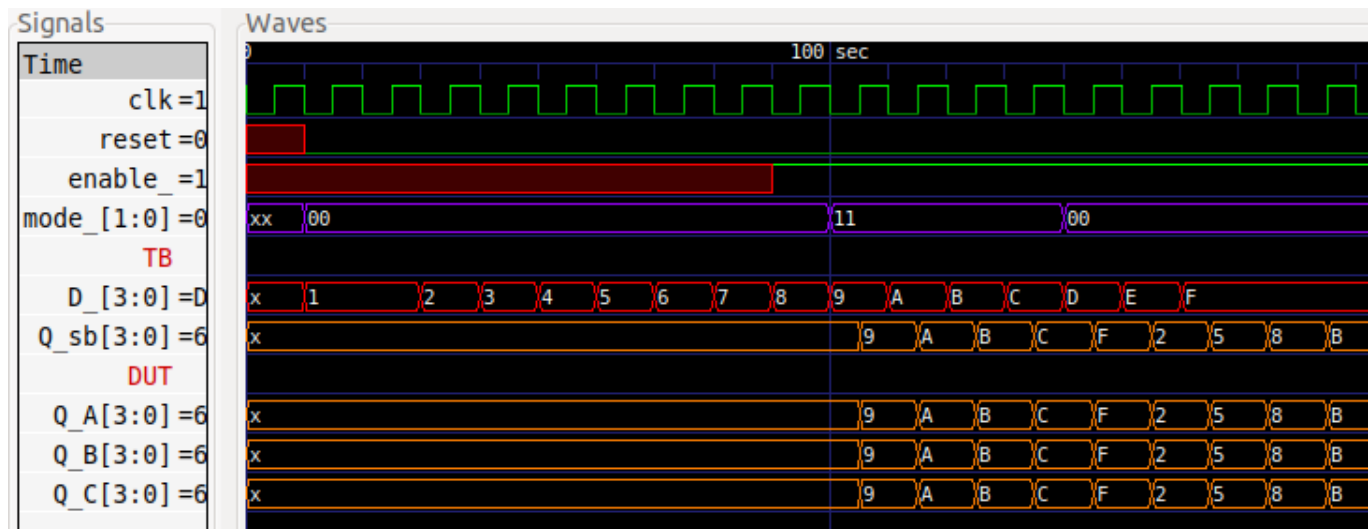 Signals Waves
Time 0 100 sec
clk =1
reset =0
enable_ =1
mode_[1:0] =0 xx 00 11 00
TB
D_[3:0] =D x 1 2 3 4 5 6 7 8 9 A B C D E F
Q_sb[3:0] =6 x 9 A B C F 2 5 8 B
DUT
Q_A[3:0] =6 x 9 A B C F 2 5 8 B
Q_B[3:0] =6 x 9 A B C F 2 5 8 B
Q_C[3:0] =6 x 9 A B C F 2 5 8 B